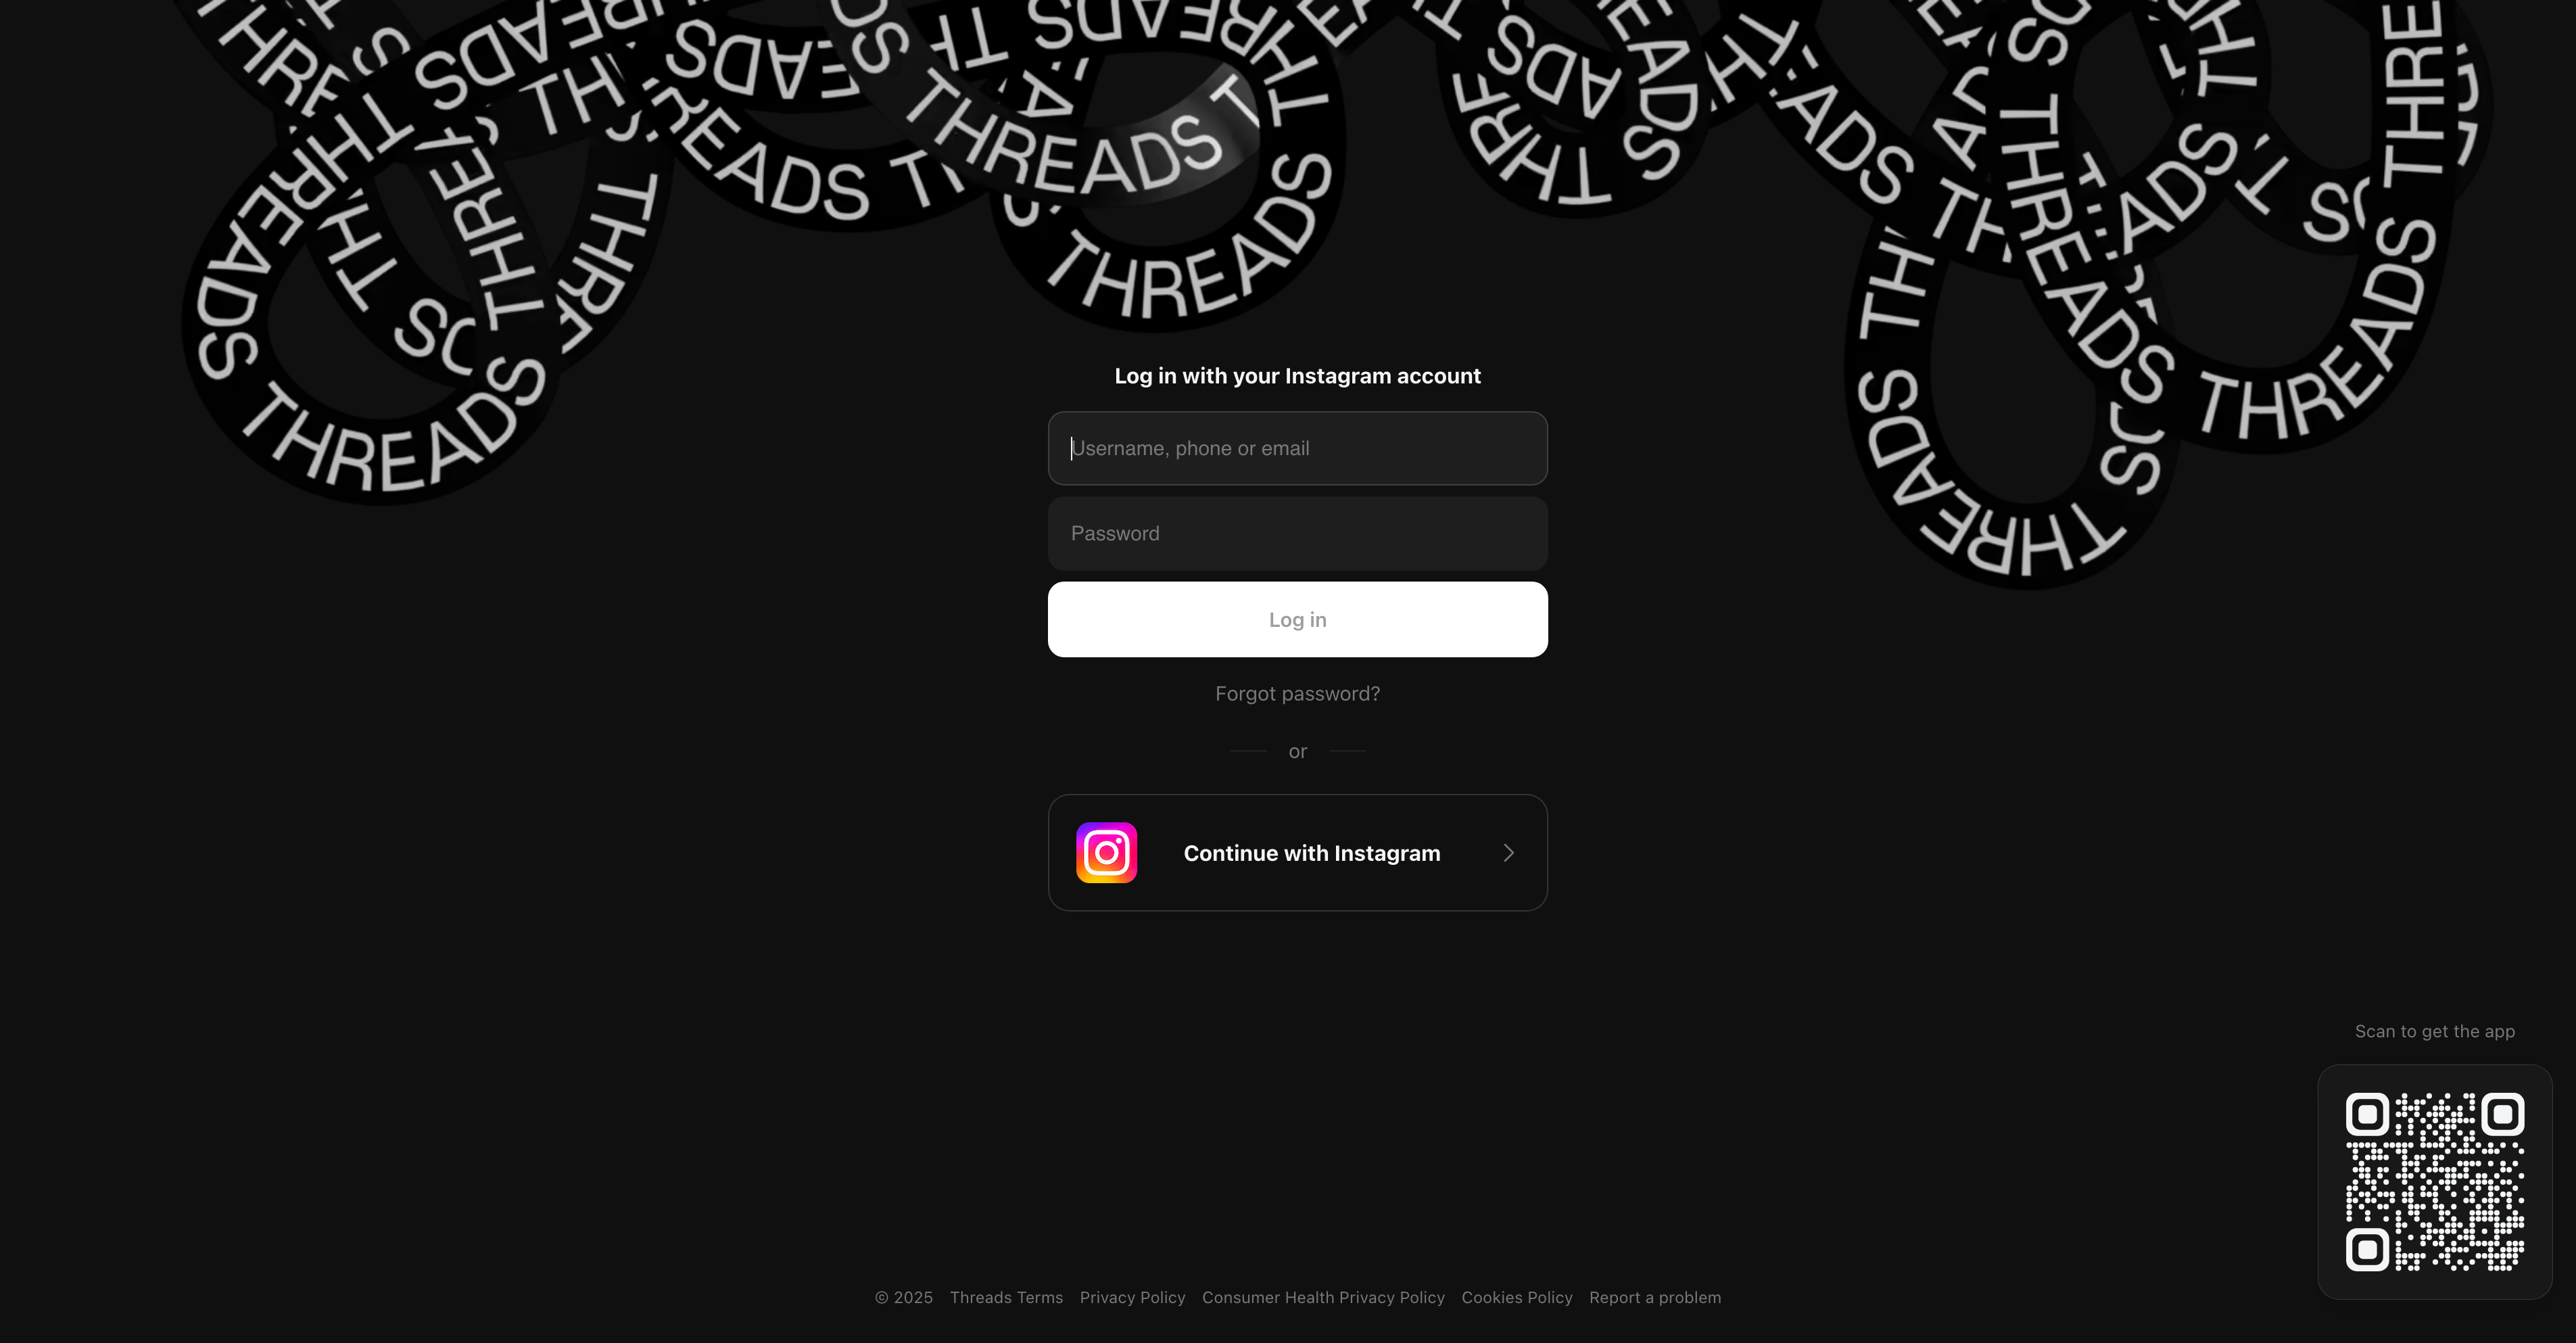 THREADS THREADS THREADS
THREADS THREADS
THREADS THREADS
THREADS THREADS THREADS
Log in with your Instagram account
Username, phone or email
Password
Log in
Forgot password?
or
Continue with Instagram
Scan to get the app
© 2025 Threads Terms Privacy Policy Consumer Health Privacy Policy Cookies Policy Report a problem